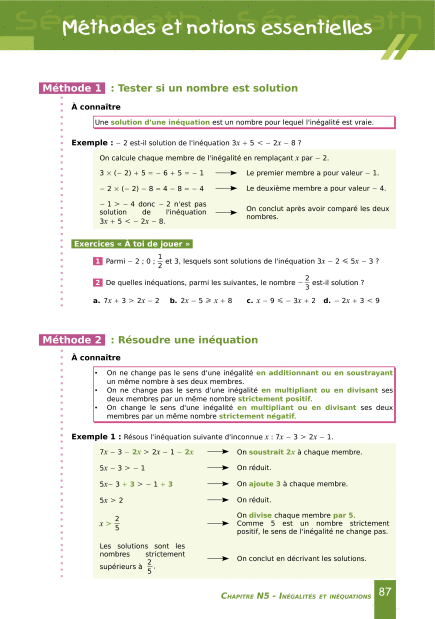 Méthodes et notions essentielles
Méthode 1 : Tester si un nombre est solution
À connaître
Une solution d'une inéquation est un nombre pour lequel l'inégalité est vraie.
Exemple : − 2 est-il solution de l'inéquation 3x + 5 < − 2x − 8 ?
On calcule chaque membre de l'inégalité en remplaçant x par − 2.
3 × (− 2) + 5 = − 6 + 5 = − 1 Le premier membre a pour valeur − 1.
− 2 × (− 2) − 8 = 4 − 8 = − 4 Le deuxième membre a pour valeur − 4.
− 1 > − 4 donc − 2 n'est pas
solution de l'inéquation
3x + 5 < − 2x − 8.
On conclut après avoir comparé les deux
nombres.
Exercices « À toi de jouer »
1 Parmi − 2 ; 0 ; 1/2 et 3, lesquels sont solutions de l'inéquation 3x − 2 ⩽ 5x − 3 ?
2 De quelles inéquations, parmi les suivantes, le nombre − 2/3 est-il solution ?
a. 7x + 3 > 2x − 2 b. 2x − 5 ⩾ x + 8 c. x − 9 ⩽ − 3x + 2 d. − 2x + 3 < 9
Méthode 2 : Résoudre une inéquation
À connaître
• On ne change pas le sens d'une inégalité en additionnant ou en soustrayant
un même nombre à ses deux membres.
• On ne change pas le sens d'une inégalité en multipliant ou en divisant ses
deux membres par un même nombre strictement positif.
• On change le sens d'une inégalité en multipliant ou en divisant ses deux
membres par un même nombre strictement négatif.
Exemple 1 : Résous l'inéquation suivante d'inconnue x : 7x − 3 > 2x − 1.
7x − 3 − 2x > 2x − 1 − 2x On soustrait 2x à chaque membre.
5x − 3 > − 1 On réduit.
5x− 3 + 3 > − 1 + 3 On ajoute 3 à chaque membre.
5x > 2 On réduit.
x > 2/5
On divise chaque membre par 5.
Comme 5 est un nombre strictement
positif, le sens de l'inégalité ne change pas.
Les solutions sont les
nombres strictement
supérieurs à 2/5.
On conclut en décrivant les solutions.
Chapitre N5 - Inégalités et inéquations 87